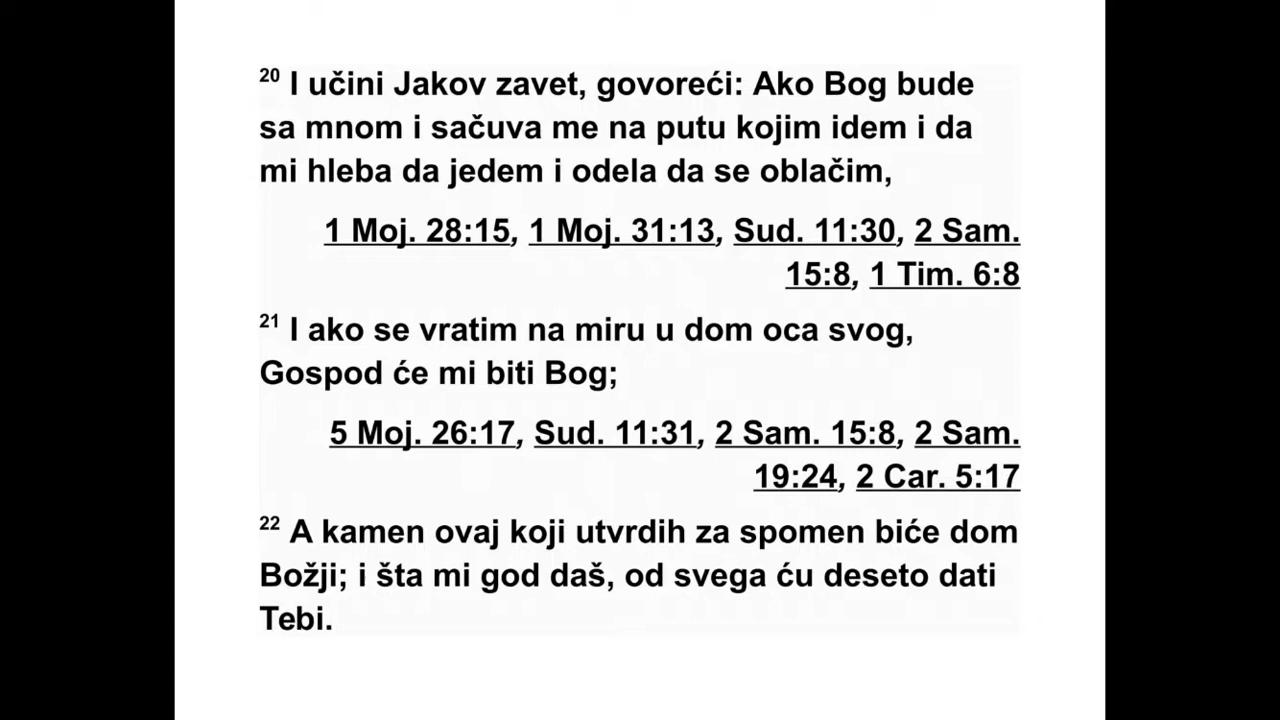 20 I učini Jakov zavet, govoreći: Ako Bog bude
sa mnom i sačuva me na putu kojim idem i da
mi hleba da jedem i odela da se oblačim,
1 Moj. 28:15, 1 Moj. 31:13, Sud. 11:30, 2 Sam.
15:8, 1 Tim. 6:8
21 I ako se vratim na miru u dom oca svog,
Gospod će mi biti Bog;
5 Moj. 26:17, Sud. 11:31, 2 Sam. 15:8, 2 Sam.
19:24, 2 Car. 5:17
22 A kamen ovaj koji utvrdih za spomen biće dom
Božji; i šta mi god daš, od svega ću deseto dati
Tebi.